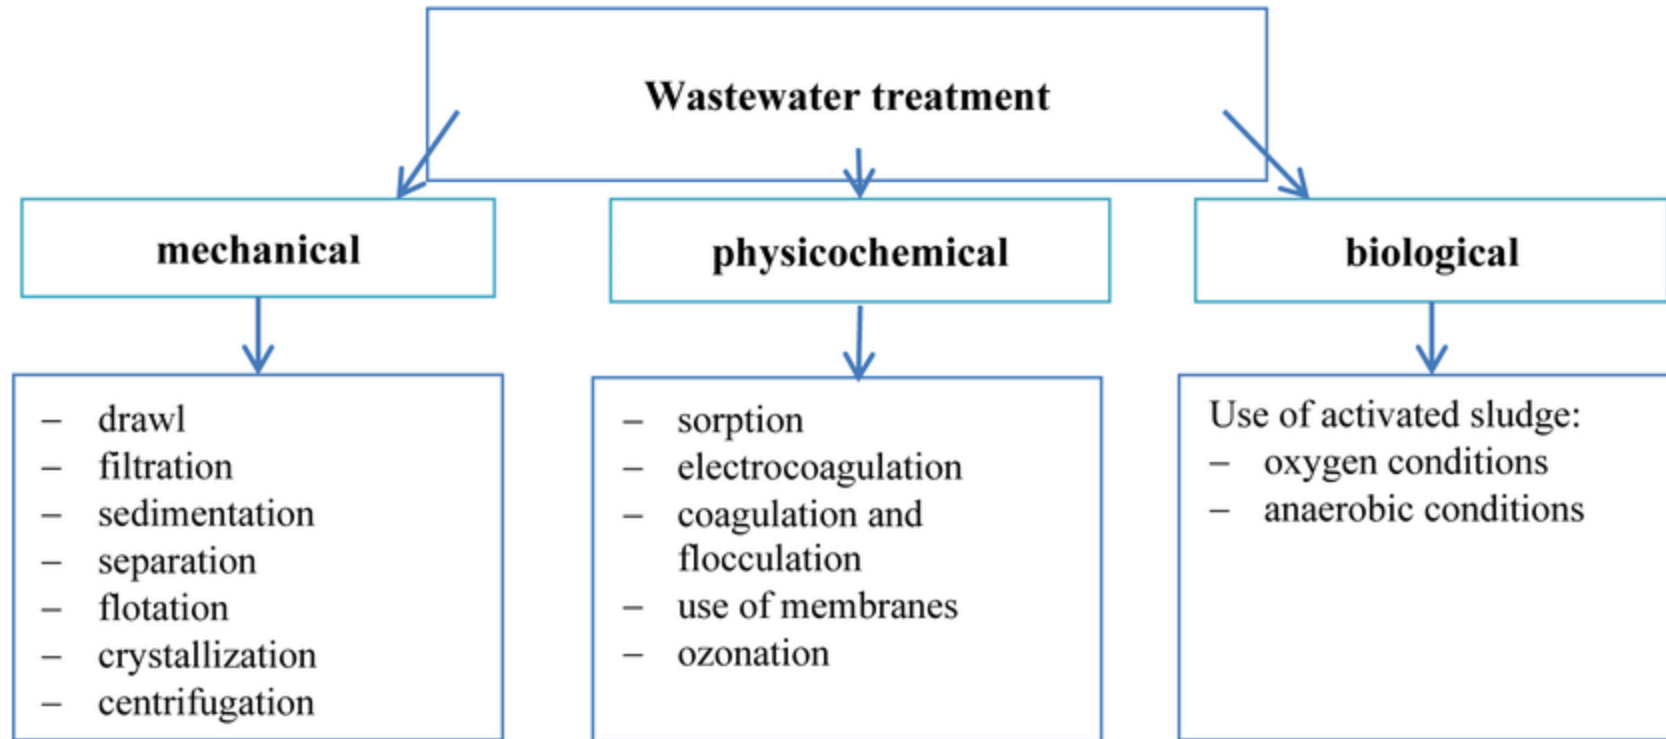 Wastewater treatment
mechanical
physicochemical
biological
– drawl
– filtration
– sedimentation
– separation
– flotation
– crystallization
– centrifugation
– sorption
– electrocoagulation
– coagulation and
flocculation
– use of membranes
– ozonation
Use of activated sludge:
– oxygen conditions
– anaerobic conditions